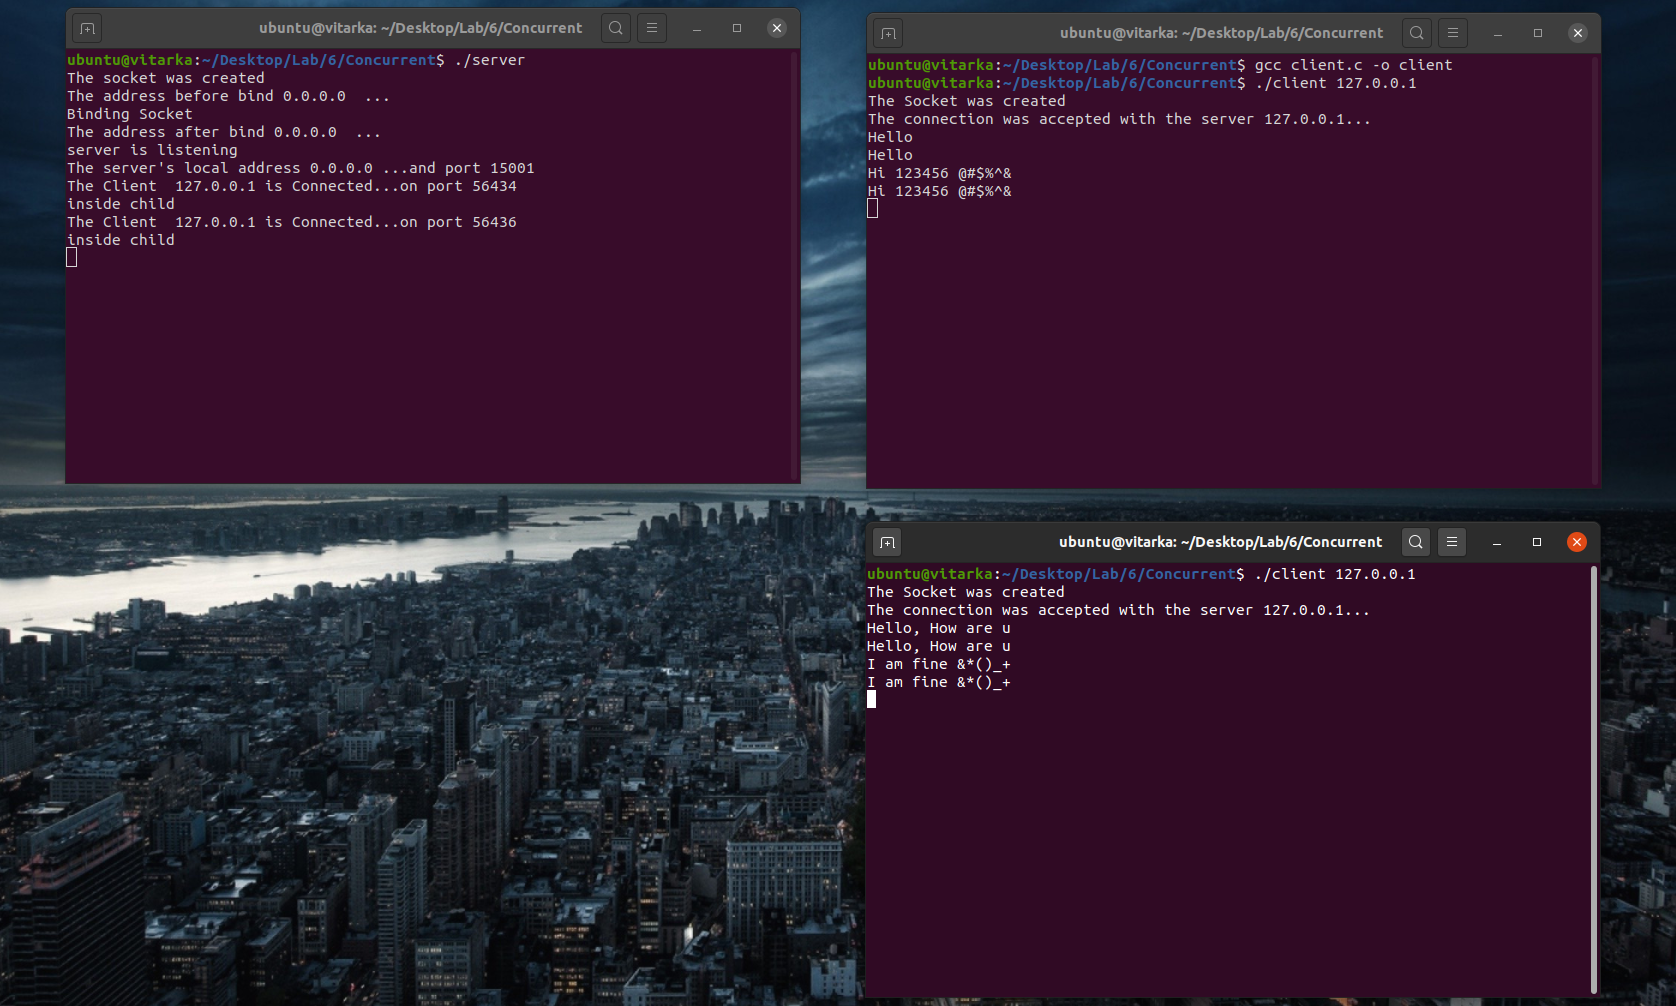 ubuntu@vitarka: ~/Desktop/Lab/6/Concurrent
ubuntu@vitarka:~/Desktop/Lab/6/Concurrent$ ./server
The socket was created
The address before bind 0.0.0.0  ...
Binding Socket
The address after bind 0.0.0.0  ...
server is listening
The server's local address 0.0.0.0 ...and port 15001
The Client  127.0.0.1 is Connected...on port 56434
inside child
The Client  127.0.0.1 is Connected...on port 56436
inside child
ubuntu@vitarka: ~/Desktop/Lab/6/Concurrent
ubuntu@vitarka:~/Desktop/Lab/6/Concurrent$ gcc client.c -o client
ubuntu@vitarka:~/Desktop/Lab/6/Concurrent$ ./client 127.0.0.1
The Socket was created
The connection was accepted with the server 127.0.0.1...
Hello
Hello
Hi 123456 @#$%^&
Hi 123456 @#$%^&
ubuntu@vitarka: ~/Desktop/Lab/6/Concurrent
ubuntu@vitarka:~/Desktop/Lab/6/Concurrent$ ./client 127.0.0.1
The Socket was created
The connection was accepted with the server 127.0.0.1...
Hello, How are u
Hello, How are u
I am fine &*()_+
I am fine &*()_+